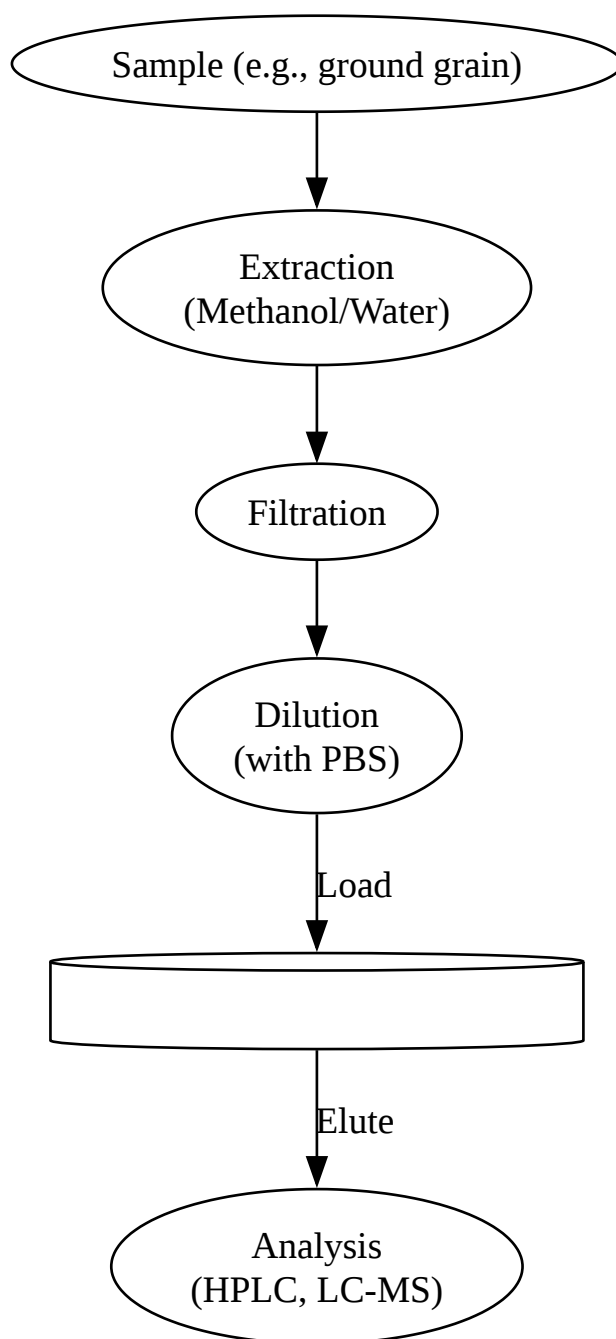 Sample (e.g., ground grain)
Extraction
(Methanol/Water)
Filtration
Dilution
(with PBS)
Load
Elute
Analysis
(HPLC, LC-MS)